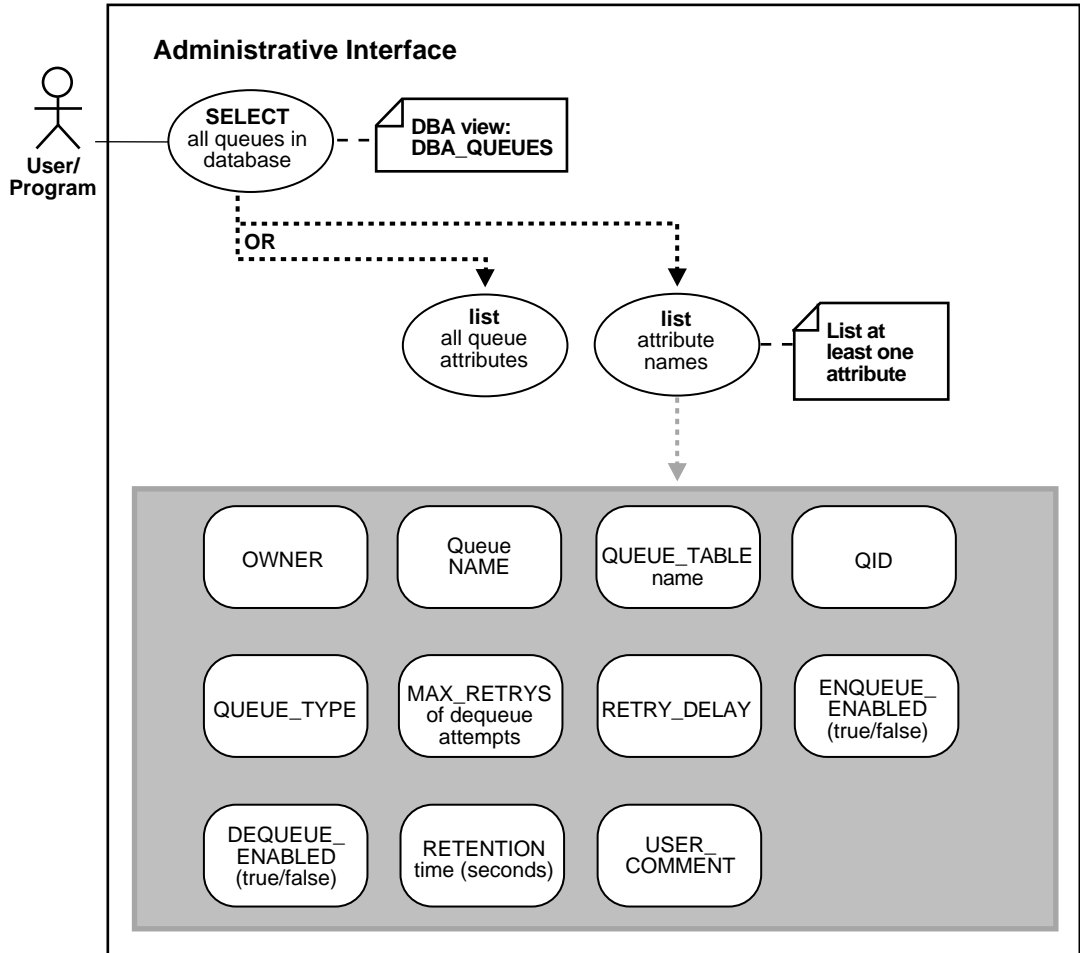 Administrative Interface
User/
Program
SELECT
all queues in
database
DBA view:
DBA_QUEUES
OR
list
all queue
attributes
list
attribute
names
List at
least one
attribute
OWNER
Queue
NAME
QUEUE_TABLE
name
QID
QUEUE_TYPE
MAX_RETRYS
of dequeue
attempts
RETRY_DELAY
ENQUEUE_
ENABLED
(true/false)
DEQUEUE_
ENABLED
(true/false)
RETENTION
time (seconds)
USER_
COMMENT